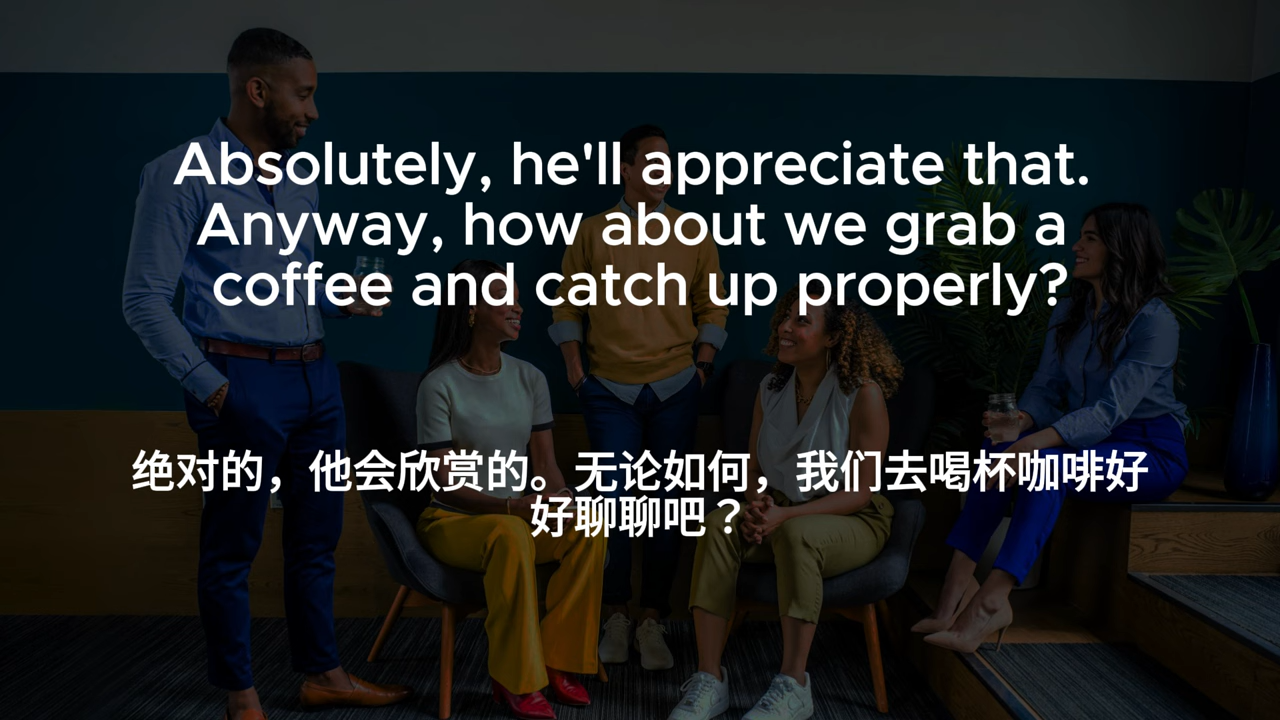 Absolutely, he'll appreciate that.
Anyway, how about we grab a
coffee and catch up properly?
绝对的，他会欣赏的。无论如何，我们去喝杯咖啡好
好聊聊吧？